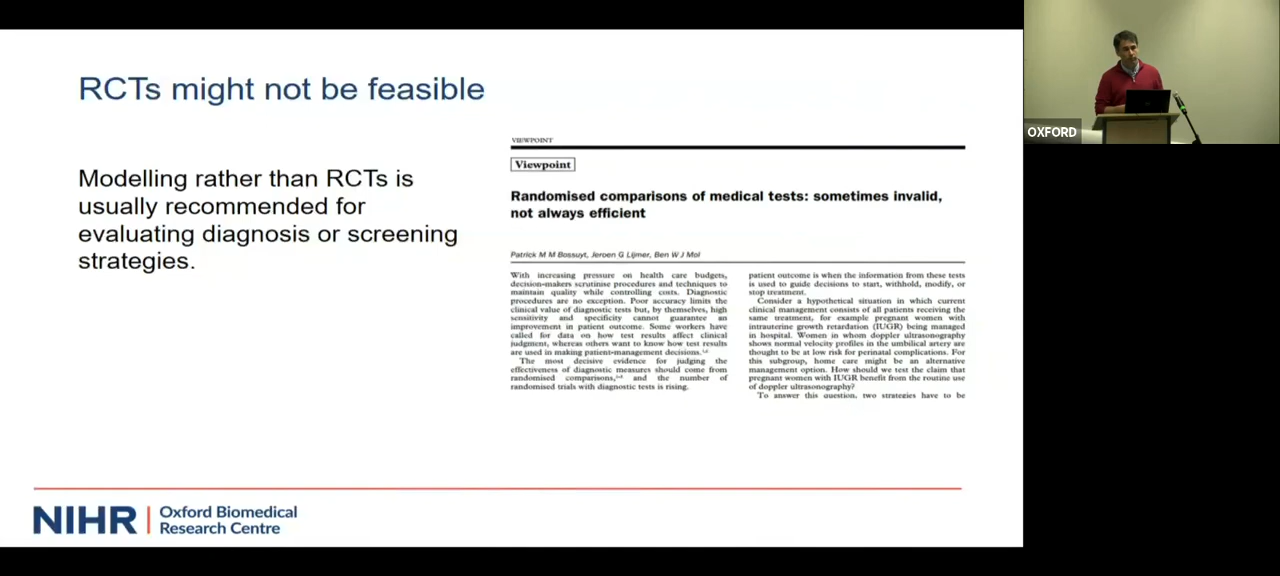 RCTs might not be feasible
Modelling rather than RCTs is
usually recommended for
evaluating diagnosis or screening
strategies.
VIEWPOINT
Viewpoint
Randomised comparisons of medical tests: sometimes invalid,
not always efficient
Patrick M M Bossuyt, Jeroen G Lijmer, Ben W J Mol
With increasing pressure on health care budgets,
decision-makers scrutinise procedures and techniques to
maintain quality while controlling costs. Diagnostic
procedures are no exception. Poor accuracy limits the
clinical value of diagnostic tests but, by themselves, high
sensitivity and specificity cannot guarantee an
improvement in patient outcome. Some workers have
called for data on how test results affect clinical
judgment, whereas others want to know how test results
are used in making patient-management decisions.
The most decisive evidence for judging the
effectiveness of diagnostic measures should come from
randomised comparisons, and the number of
randomised trials with diagnostic tests is rising.
patient outcome is when the information from these tests
is used to guide decisions to start, withhold, modify, or
stop treatment.
Consider a hypothetical situation in which current
clinical management consists of all patients receiving the
same treatment, for example pregnant women with
intrauterine growth retardation (IUGR) being managed
in hospital. Women in whom doppler ultrasonography
shows normal velocity profiles in the umbilical artery are
thought to be at low risk for perinatal complications. For
this subgroup, home care might be an alternative
management option. How should we test the claim that
pregnant women with IUGR benefit from the routine use
of doppler ultrasonography?
To answer this question, two strategies have to be
NIHR | Oxford Biomedical
Research Centre
OXFORD